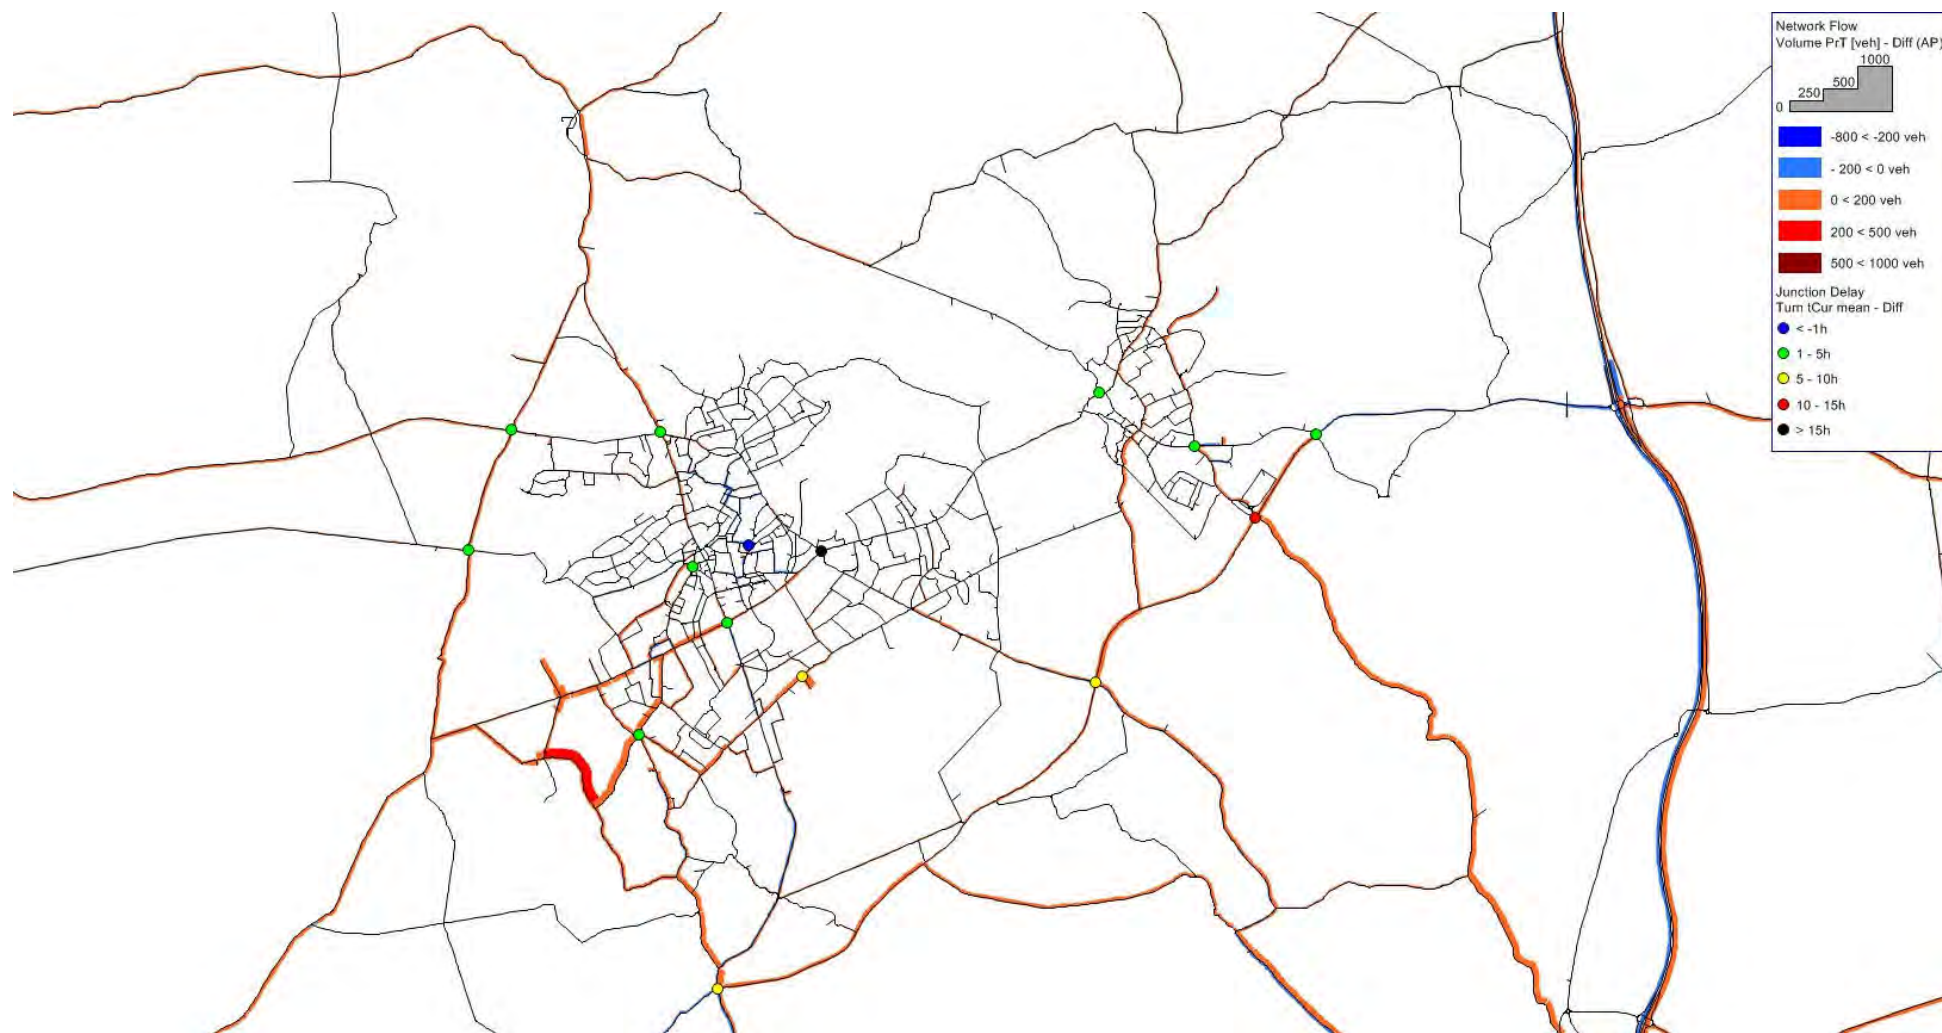 Network Flow
Volume PrT [veh] - Diff (AP)
1000
500
250
0
-800 < -200 veh
- 200 < 0 veh
0 < 200 veh
200 < 500 veh
500 < 1000 veh
Junction Delay
Turn tCur mean - Diff
< -1h
1 - 5h
5 - 10h
10 - 15h
> 15h